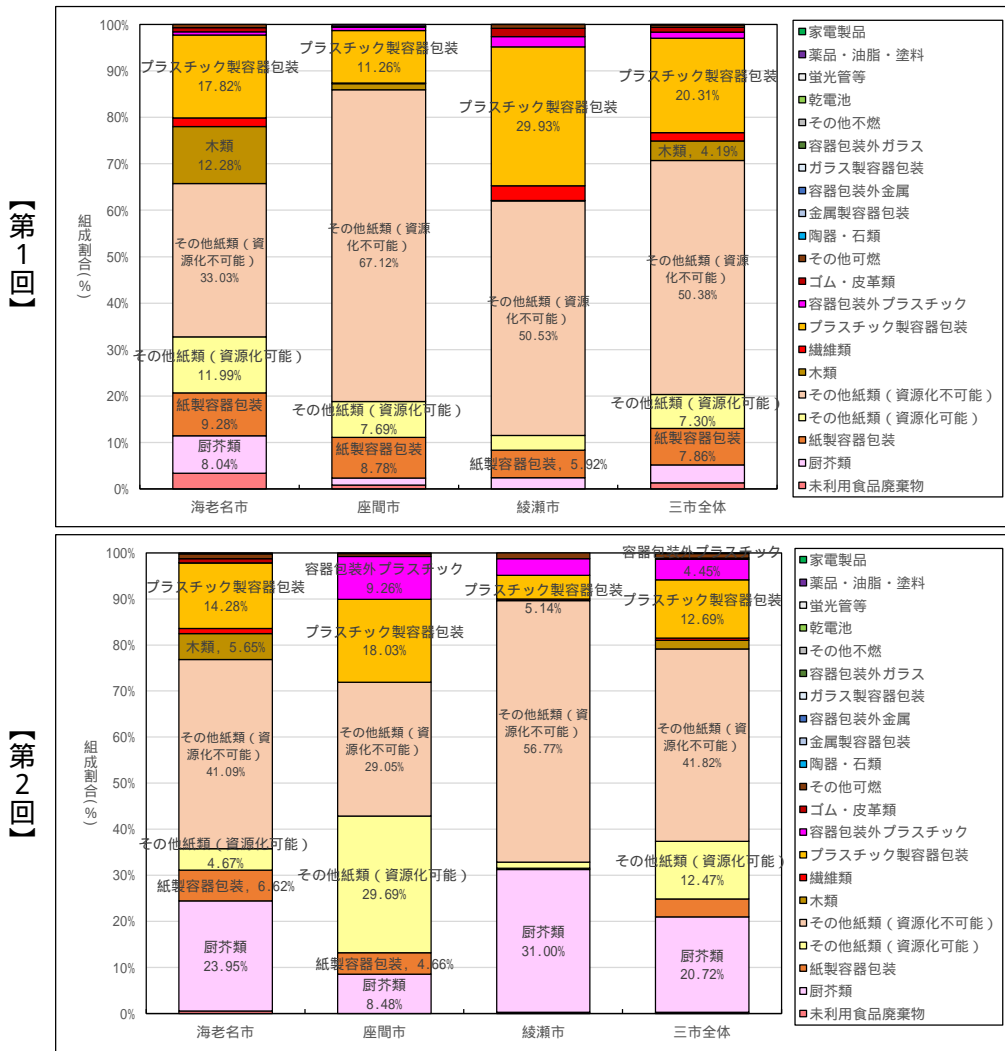 【第1回】
組成割合(%)
100%
90%
80%
70%
60%
50%
40%
30%
20%
10%
0%
プラスチック製容器包装
17.82%
木類
12.28%
その他紙類(資
源化不可能)
33.03%
その他紙類(資源化可能)
11.99%
紙製容器包装
9.28%
厨芥類
8.04%
プラスチック製容器包装
11.26%
その他紙類(資源
化不可能)
67.12%
その他紙類(資源化可能)
7.69%
紙製容器包装
8.78%
プラスチック製容器包装
29.93%
その他紙類(資源
化不可能)
50.53%
紙製容器包装, 5.92%
プラスチック製容器包装
20.31%
木類, 4.19%
その他紙類(資源
化不可能)
50.38%
その他紙類(資源化可能)
7.30%
紙製容器包装
7.86%
海老名市
座間市
綾瀬市
三市全体
家電製品
薬品・油脂・塗料
蛍光管等
乾電池
その他不燃
容器包装外ガラス
ガラス製容器包装
容器包装外金属
金属製容器包装
陶器・石類
その他可燃
ゴム・皮革類
容器包装外プラスチック
プラスチック製容器包装
繊維類
木類
その他紙類(資源化不可能)
その他紙類(資源化可能)
紙製容器包装
厨芥類
未利用食品廃棄物
【第2回】
組成割合(%)
100%
90%
80%
70%
60%
50%
40%
30%
20%
10%
0%
プラスチック製容器包装
14.28%
木類, 5.65%
その他紙類(資
源化不可能)
41.09%
その他紙類(資源化可能)
4.67%
紙製容器包装, 6.62%
厨芥類
23.95%
容器包装外プラスチック
9.26%
プラスチック製容器包装
18.03%
その他紙類(資
源化不可能)
29.05%
その他紙類(資源化可能)
29.69%
紙製容器包装, 4.66%
厨芥類
8.48%
プラスチック製容器包装
5.14%
その他紙類(資
源化不可能)
56.77%
厨芥類
31.00%
容器包装外プラスチック
4.45%
プラスチック製容器包装
12.69%
その他紙類(資
源化不可能)
41.82%
その他紙類(資源化可能)
12.47%
厨芥類
20.72%
海老名市
座間市
綾瀬市
三市全体
家電製品
薬品・油脂・塗料
蛍光管等
乾電池
その他不燃
容器包装外ガラス
ガラス製容器包装
容器包装外金属
金属製容器包装
陶器・石類
その他可燃
ゴム・皮革類
容器包装外プラスチック
プラスチック製容器包装
繊維類
木類
その他紙類(資源化不可能)
その他紙類(資源化可能)
紙製容器包装
厨芥類
未利用食品廃棄物